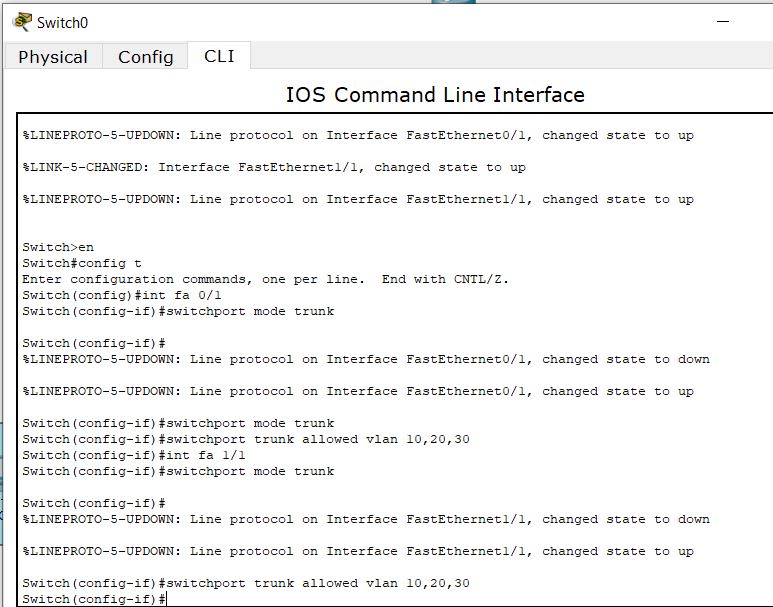 Switch0
Physical Config CLI
IOS Command Line Interface
%LINEPROTO-5-UPDOWN: Line protocol on Interface FastEthernet0/1, changed state to up
%LINK-5-CHANGED: Interface FastEthernet1/1, changed state to up
%LINEPROTO-5-UPDOWN: Line protocol on Interface FastEthernet1/1, changed state to up
Switch>en
Switch#config t
Enter configuration commands, one per line.  End with CNTL/Z.
Switch(config)#int fa 0/1
Switch(config-if)#switchport mode trunk
Switch(config-if)#
%LINEPROTO-5-UPDOWN: Line protocol on Interface FastEthernet0/1, changed state to down
%LINEPROTO-5-UPDOWN: Line protocol on Interface FastEthernet0/1, changed state to up
Switch(config-if)#switchport mode trunk
Switch(config-if)#switchport trunk allowed vlan 10,20,30
Switch(config-if)#int fa 1/1
Switch(config-if)#switchport mode trunk
Switch(config-if)#
%LINEPROTO-5-UPDOWN: Line protocol on Interface FastEthernet1/1, changed state to down
%LINEPROTO-5-UPDOWN: Line protocol on Interface FastEthernet1/1, changed state to up
Switch(config-if)#switchport trunk allowed vlan 10,20,30
Switch(config-if)#